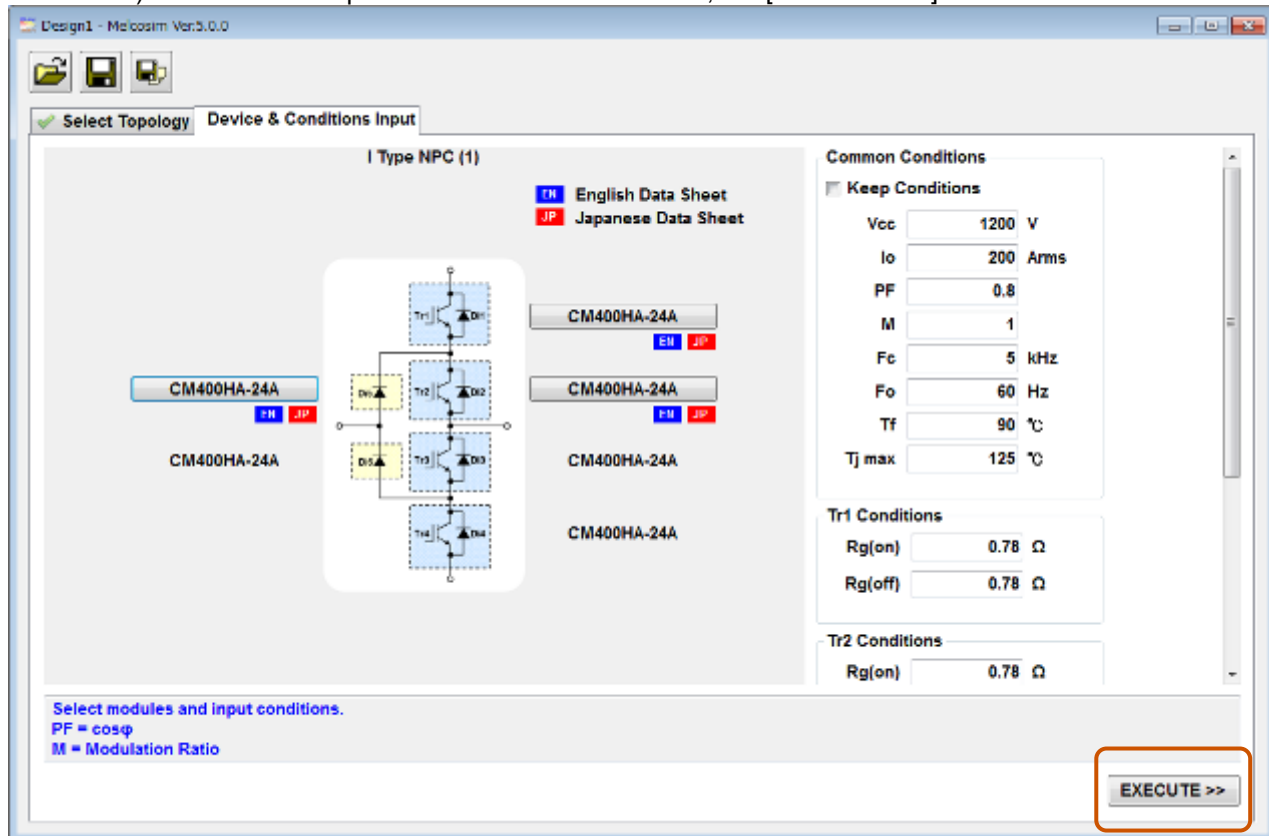 Design1 - Melcosim Ver.5.0.0
Select Topology Device & Conditions Input
I Type NPC (1)
EN English Data Sheet
JP Japanese Data Sheet
Tr1 Di1
CM400HA-24A
EN JP
CM400HA-24A
EN JP
Tr2 Di2
CM400HA-24A
EN JP
CM400HA-24A
Di5
Tr3 Di3
CM400HA-24A
Tr4 Di4
CM400HA-24A
Common Conditions
Keep Conditions
Vcc 1200 V
Io 200 Arms
PF 0.8
M 1
Fc 5 kHz
Fo 60 Hz
Tf 90 °C
Tj max 125 °C
Tr1 Conditions
Rg(on) 0.78 Ω
Rg(off) 0.78 Ω
Tr2 Conditions
Rg(on) 0.78 Ω
Select modules and input conditions.
PF = cosφ
M = Modulation Ratio
EXECUTE >>